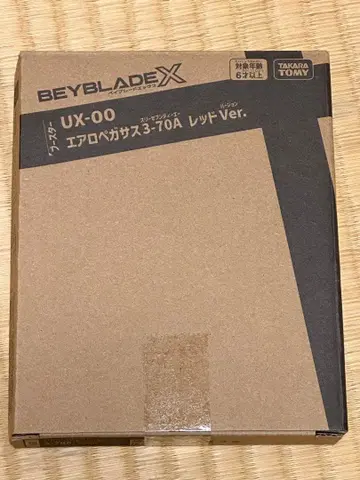 BEYBLADE X
ベイブレードエックス
対象年齢
6才以上
TAKARA
TOMY
ブースター
UX-00
スリーセブンティーエー
バージョン
エアロペガサス3-70A レッドVer.